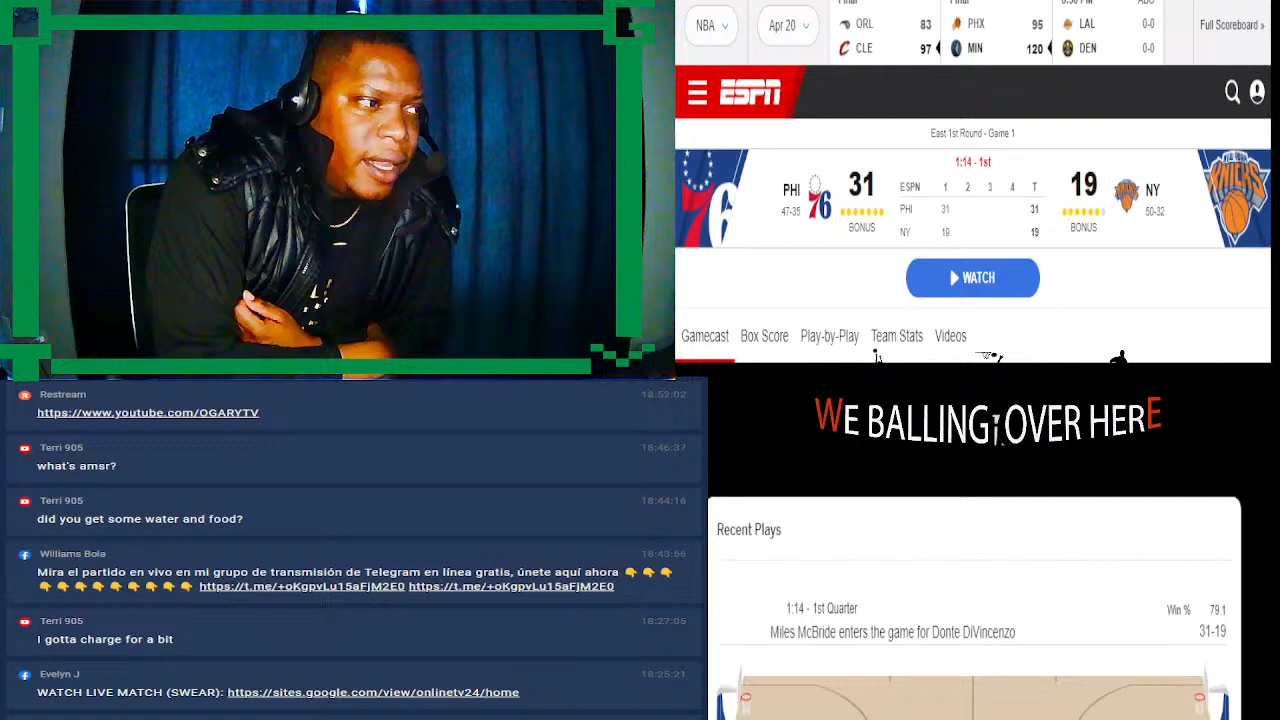 NBA
Apr 20
ORL 83
CLE 97
PHX 95
MIN 120
LAL 0-0
DEN 0-0
Full Scoreboard »
ESPN
East 1st Round - Game 1
1:14 - 1st
PHI
47-35
76
31
BONUS
ESPN 1 2 3 4 T
PHI 31 31
NY 19 19
19
BONUS
NY
50-32
KNICKS
WATCH
Gamecast Box Score Play-by-Play Team Stats Videos
Restream 18:52:02
https://www.youtube.com/OGARYTV
Terri 905 18:46:37
what's amsr?
Terri 905 18:44:16
did you get some water and food?
Williams Bola 18:43:56
Mira el partido en vivo en mi grupo de transmisión de Telegram en línea gratis, únete aquí ahora 👇 👇 👇
👇 👇 👇 👇 👇 👇 👇 👇 👇 https://t.me/+oKgpvLu15aFjM2E0 https://t.me/+oKgpvLu15aFjM2E0
Terri 905 18:27:05
I gotta charge for a bit
Evelyn J 18:25:21
WATCH LIVE MATCH (SWEAR): https://sites.google.com/view/onlinetv24/home
WE BALLING OVER HERE
Recent Plays
1:14 - 1st Quarter Win % 79.1
Miles McBride enters the game for Donte DiVincenzo 31-19